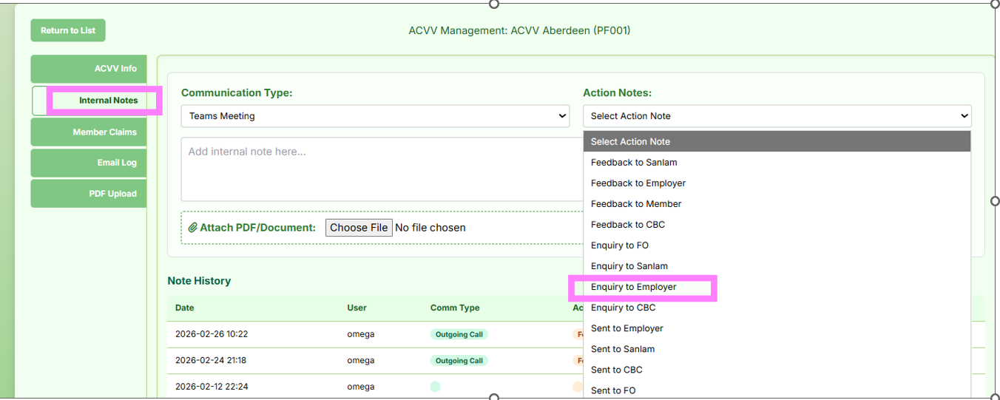 Return to List
ACVV Management: ACVV Aberdeen (PF001)
ACVV Info
Internal Notes
Member Claims
Email Log
PDF Upload
Communication Type:
Teams Meeting
Add internal note here...
Attach PDF/Document: Choose File No file chosen
Action Notes:
Select Action Note
Select Action Note
Feedback to Sanlam
Feedback to Employer
Feedback to Member
Feedback to CBC
Enquiry to FO
Enquiry to Sanlam
Enquiry to Employer
Enquiry to CBC
Sent to Employer
Sent to Sanlam
Sent to CBC
Sent to FO
Note History
Date User Comm Type
2026-02-26 10:22 omega Outgoing Call
2026-02-24 21:18 omega Outgoing Call
2026-02-12 22:24 omega